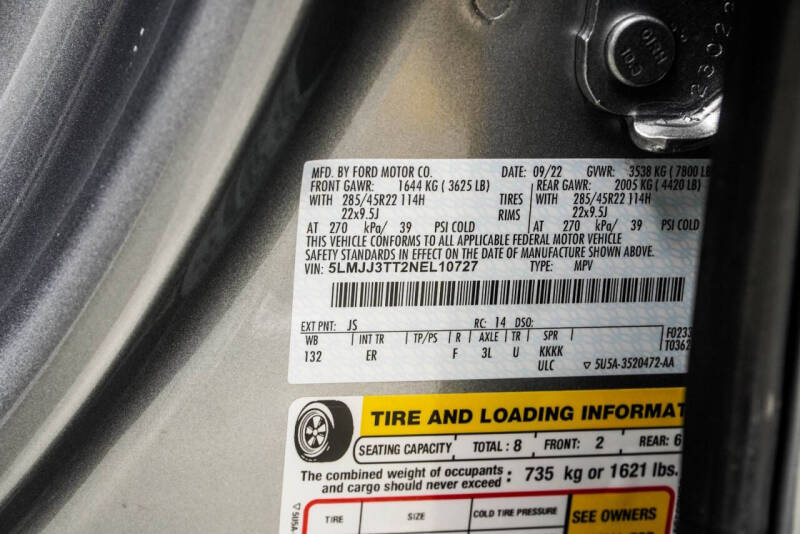 CGI
ORH
23022
MFD. BY FORD MOTOR CO. DATE: 09/22 GVWR: 3538 KG ( 7800 LB
FRONT GAWR: 1644 KG ( 3625 LB) REAR GAWR: 2005 KG ( 4420 LB)
WITH 285/45R22 114H TIRES WITH 285/45R22 114H
22x9.5J RIMS 22x9.5J
AT 270 kPa/ 39 PSI COLD AT 270 kPa/ 39 PSI COLD
THIS VEHICLE CONFORMS TO ALL APPLICABLE FEDERAL MOTOR VEHICLE
SAFETY STANDARDS IN EFFECT ON THE DATE OF MANUFACTURE SHOWN ABOVE.
VIN: 5LMJJ3TT2NEL10727 TYPE: MPV
EXT PNT: JS RC: 14 DSO:
WB INT TR TP/PS R AXLE TR SPR F0233
132 ER F 3L U KKKK T0362
ULC ▽ 5U5A-3520472-AA
TIRE AND LOADING INFORMAT
SEATING CAPACITY TOTAL : 8 FRONT: 2 REAR: 6
The combined weight of occupants : 735 kg or 1621 lbs.
and cargo should never exceed
TIRE SIZE COLD TIRE PRESSURE SEE OWNERS
▽ 5U5A